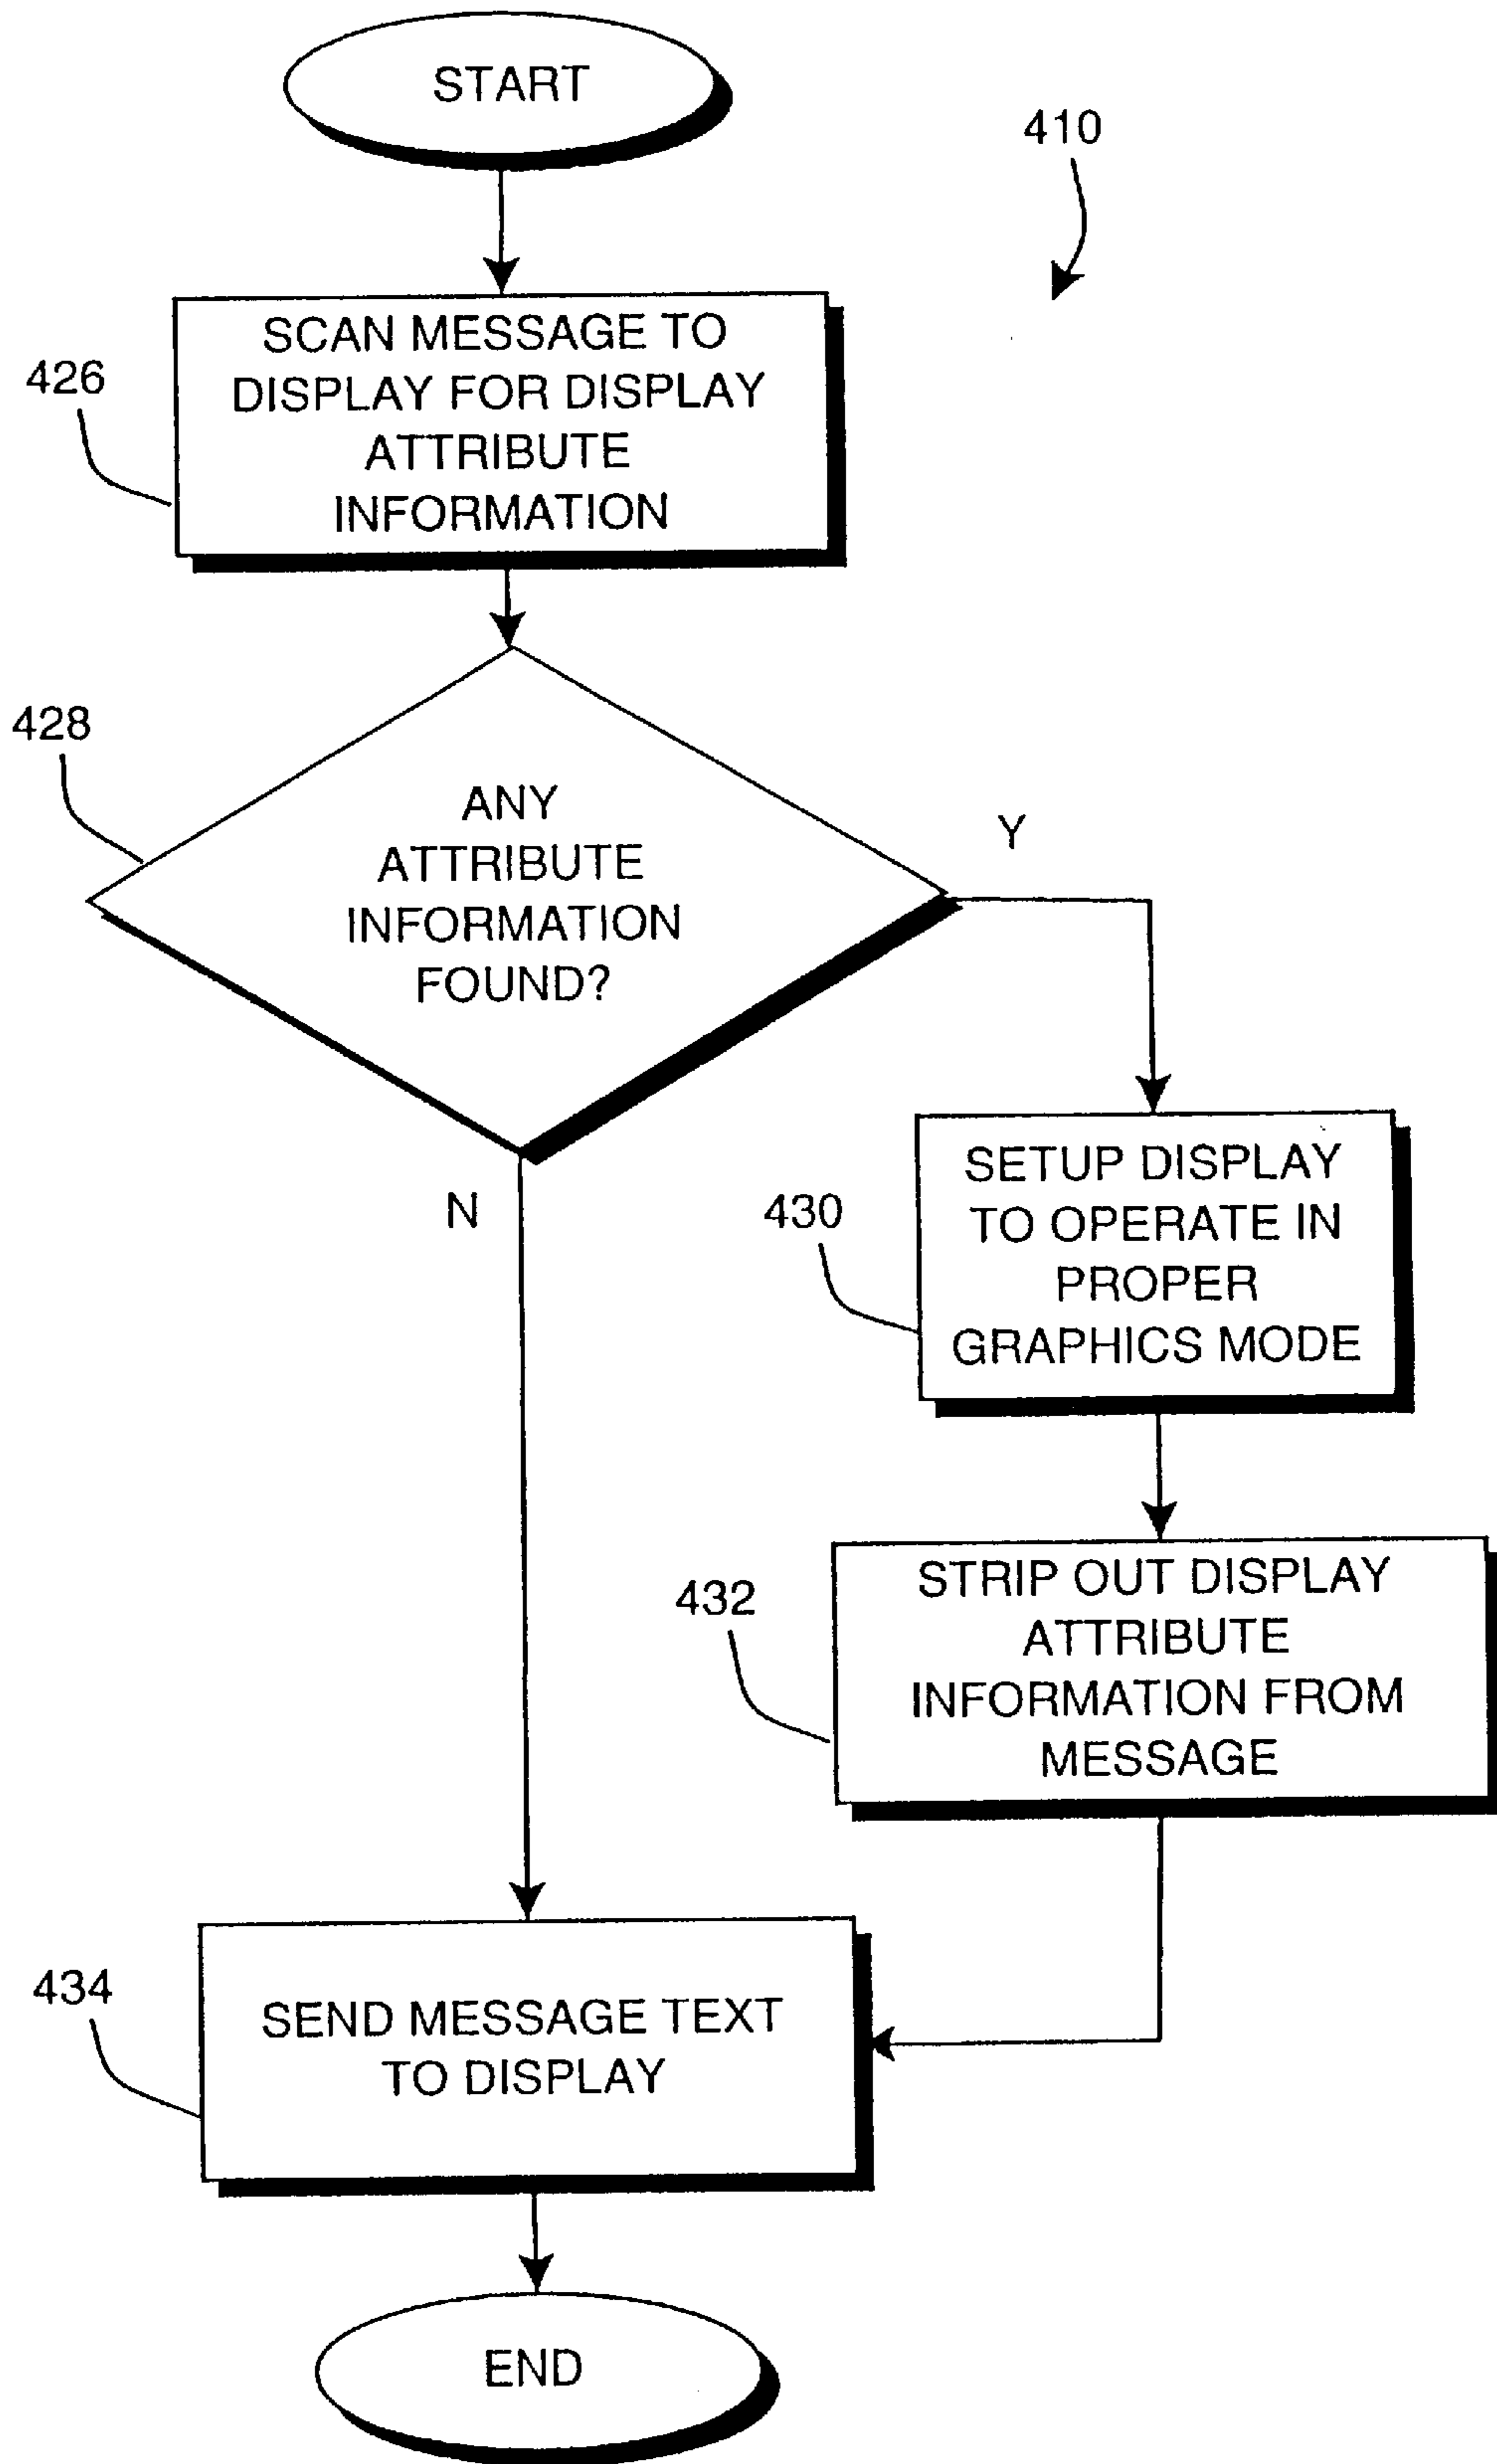 START
410
SCAN MESSAGE TO
DISPLAY FOR DISPLAY
ATTRIBUTE
INFORMATION
426
428
ANY
ATTRIBUTE
INFORMATION
FOUND?
Y
N
SETUP DISPLAY
TO OPERATE IN
PROPER
GRAPHICS MODE
430
STRIP OUT DISPLAY
ATTRIBUTE
INFORMATION FROM
MESSAGE
432
434
SEND MESSAGE TEXT
TO DISPLAY
END